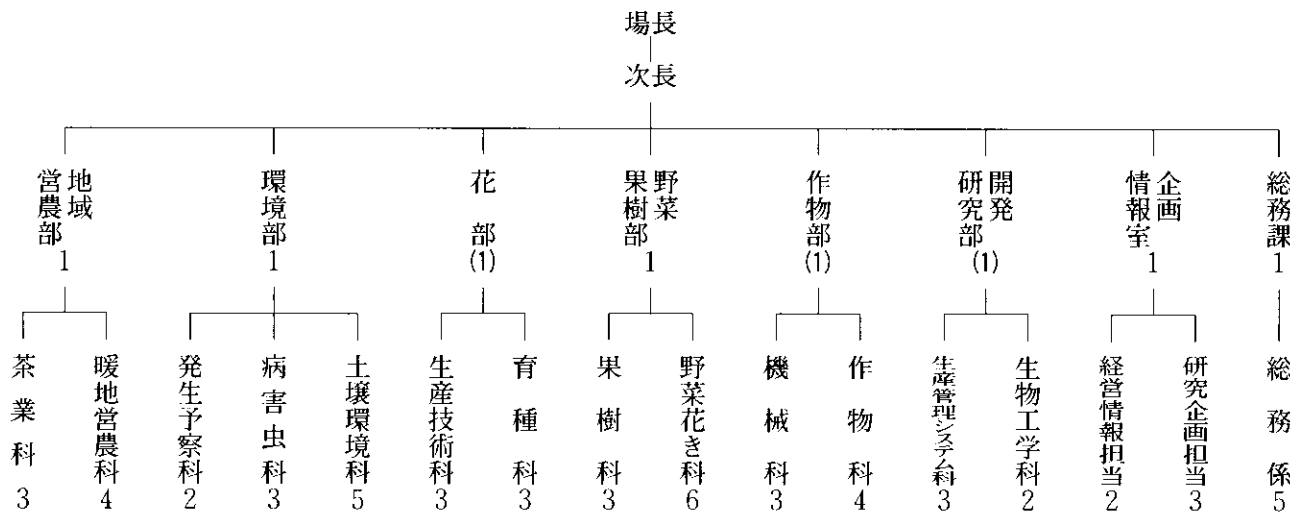 場長
次長
総務課 1
企画
情報室 1
開発
研究部 (1)
作物部 (1)
野菜
果樹部 1
花部 (1)
環境部 1
地域
営農部 1
総務係 5
研究企画担当 3
経営情報担当 2
生物工学科 2
生産管理システム科 3
作物科 4
機械科 3
野菜花き科 6
果樹科 3
育種科 3
生産技術科 3
土壌環境科 5
病害虫科 3
発生予察科 2
暖地営農科 4
茶業科 3